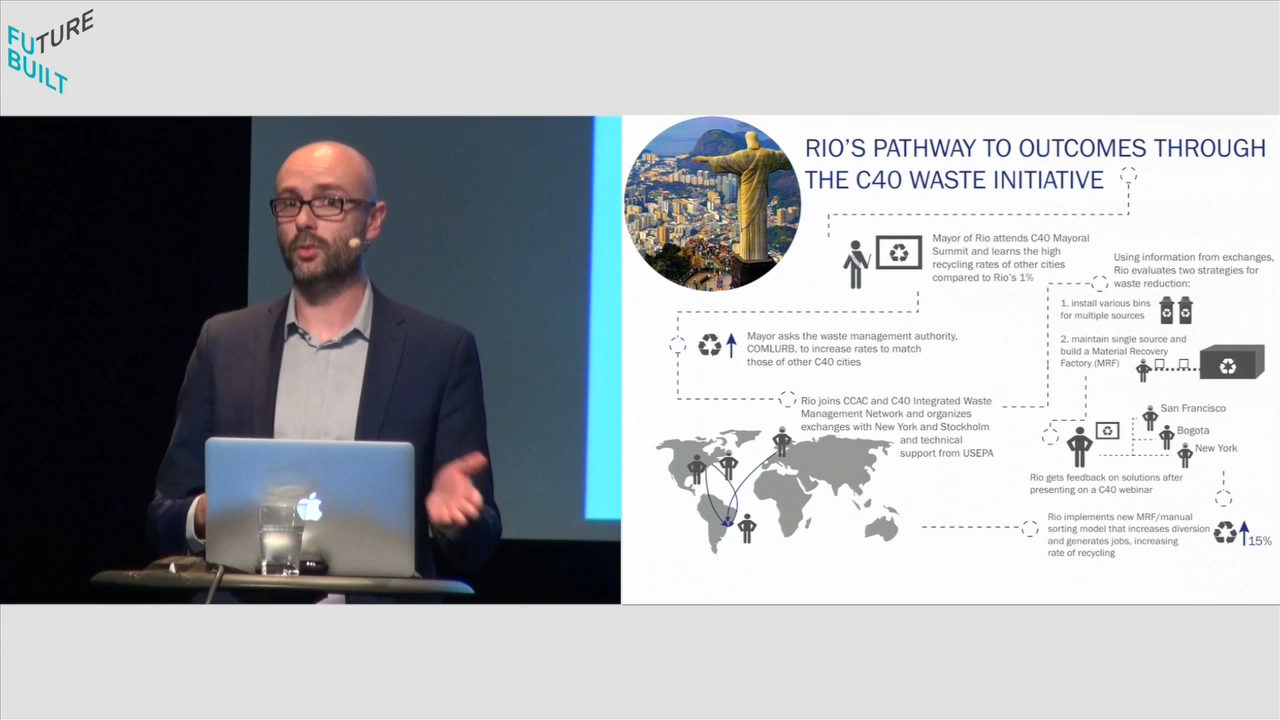 FUTURE
BUILT
RIO'S PATHWAY TO OUTCOMES THROUGH
THE C40 WASTE INITIATIVE
Mayor of Rio attends C40 Mayoral
Summit and learns the high
recycling rates of other cities
compared to Rio's 1%
Mayor asks the waste management authority,
COMLURB, to increase rates to match
those of other C40 cities
Rio joins CCAC and C40 Integrated Waste
Management Network and organizes
exchanges with New York and Stockholm
and technical
support from USEPA
Using information from exchanges,
Rio evaluates two strategies for
waste reduction:
1. install various bins
for multiple sources
2. maintain single source and
build a Material Recovery
Factory (MRF)
San Francisco
Bogota
New York
Rio gets feedback on solutions after
presenting on a C40 webinar
Rio implements new MRF/manual
sorting model that increases diversion
and generates jobs, increasing
rate of recycling
15%